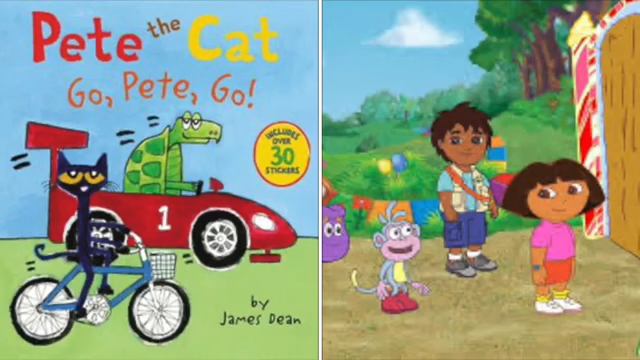 Pete the Cat
Go, Pete, Go!
INCLUDES
OVER
30
STICKERS
1
by
James Dean